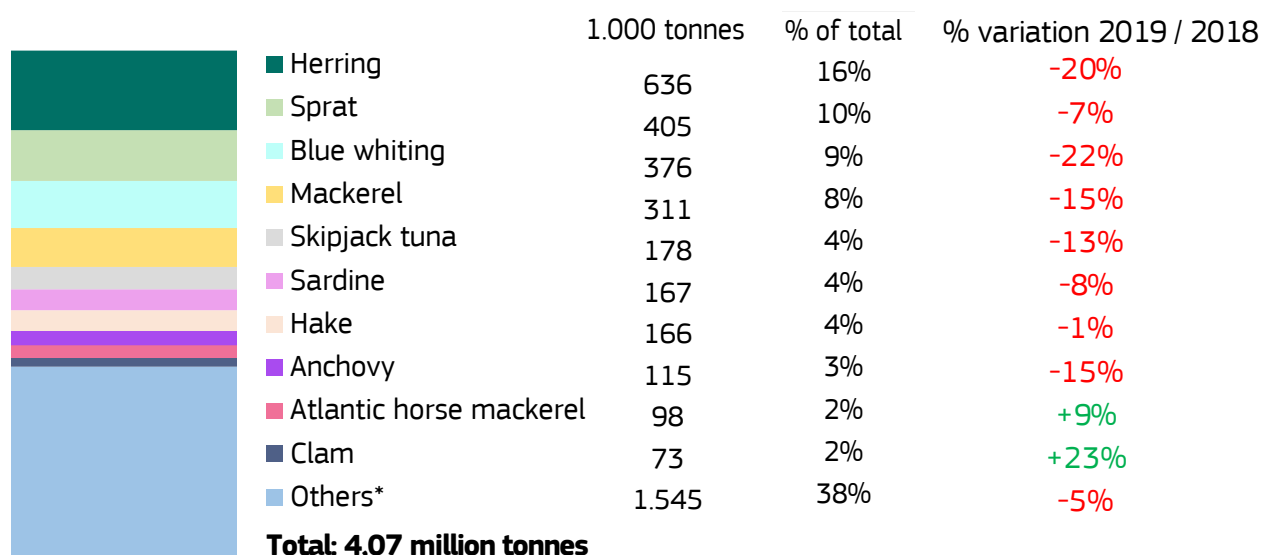 1.000 tonnes % of total % variation 2019 / 2018
Herring 636 16% -20%
Sprat 405 10% -7%
Blue whiting 376 9% -22%
Mackerel 311 8% -15%
Skipjack tuna 178 4% -13%
Sardine 167 4% -8%
Hake 166 4% -1%
Anchovy 115 3% -15%
Atlantic horse mackerel 98 2% +9%
Clam 73 2% +23%
Others* 1.545 38% -5%
Total: 4.07 million tonnes